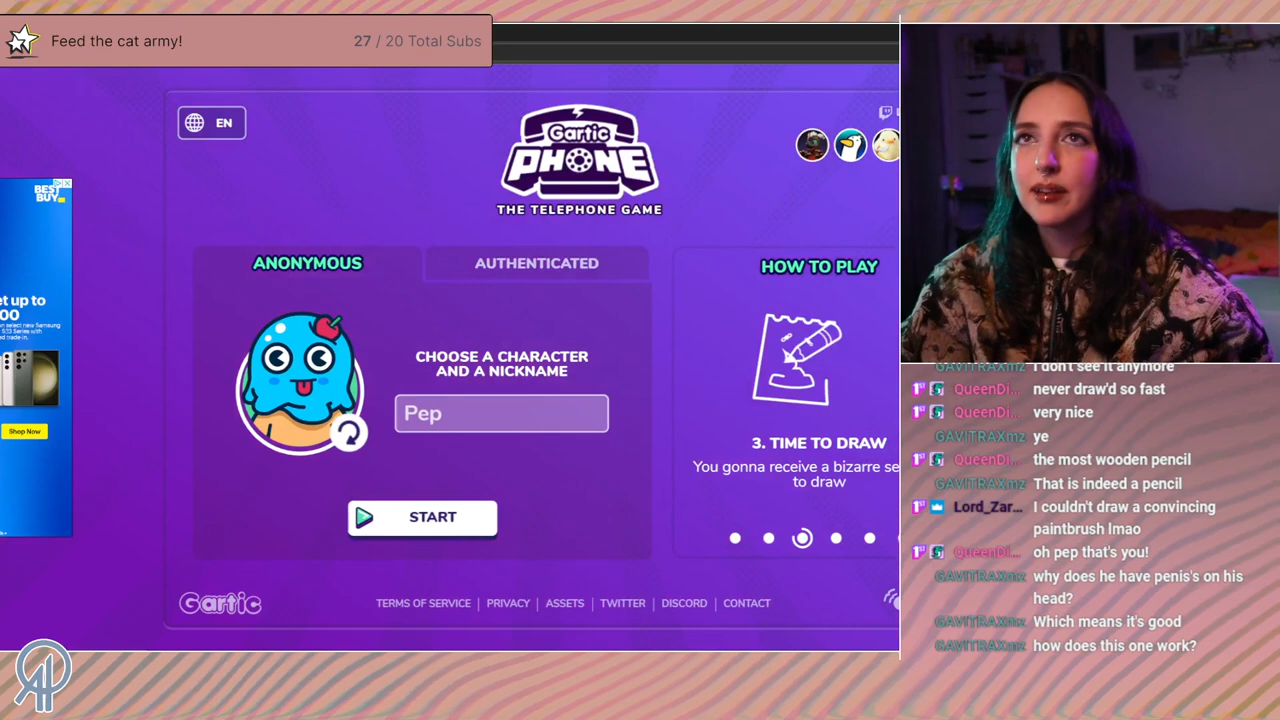 Feed the cat army!
27 / 20 Total Subs
EN
Gartic
PHONE
THE TELEPHONE GAME
BEST
BUY
et up to
00
on select new Samsung
Shop Now
ANONYMOUS
AUTHENTICATED
CHOOSE A CHARACTER
AND A NICKNAME
Pep
START
HOW TO PLAY
3. TIME TO DRAW
You gonna receive a bizarre se
to draw
Gartic
TERMS OF SERVICE | PRIVACY | ASSETS | TWITTER | DISCORD | CONTACT
GAVITRAXmz I don't see it anymore
QueenDi... never draw'd so fast
QueenDi... very nice
GAVITRAXmz ye
QueenDi... the most wooden pencil
GAVITRAXmz That is indeed a pencil
Lord_Zar... I couldn't draw a convincing
paintbrush lmao
QueenDi... oh pep that's you!
GAVITRAXmz why does he have penis's on his
head?
GAVITRAXmz Which means it's good
GAVITRAXmz how does this one work?